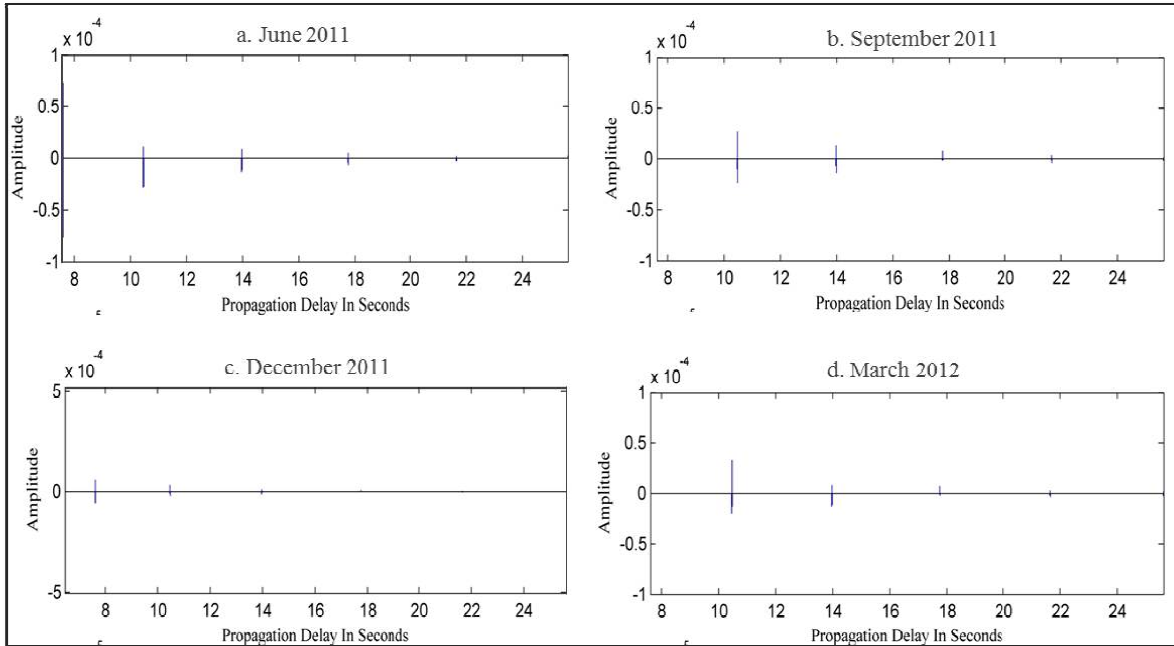 a. June 2011
x 10-4
1
0.5
0
-0.5
-1
Amplitude
8 10 12 14 16 18 20 22 24
Propagation Delay In Seconds
b. September 2011
x 10-4
1
0.5
0
-0.5
-1
Amplitude
8 10 12 14 16 18 20 22 24
Propagation Delay In Seconds
c. December 2011
x 10-4
5
0
-5
Amplitude
8 10 12 14 16 18 20 22 24
Propagation Delay In Seconds
d. March 2012
x 10-4
1
0.5
0
-0.5
-1
Amplitude
8 10 12 14 16 18 20 22 24
Propagation Delay In Seconds